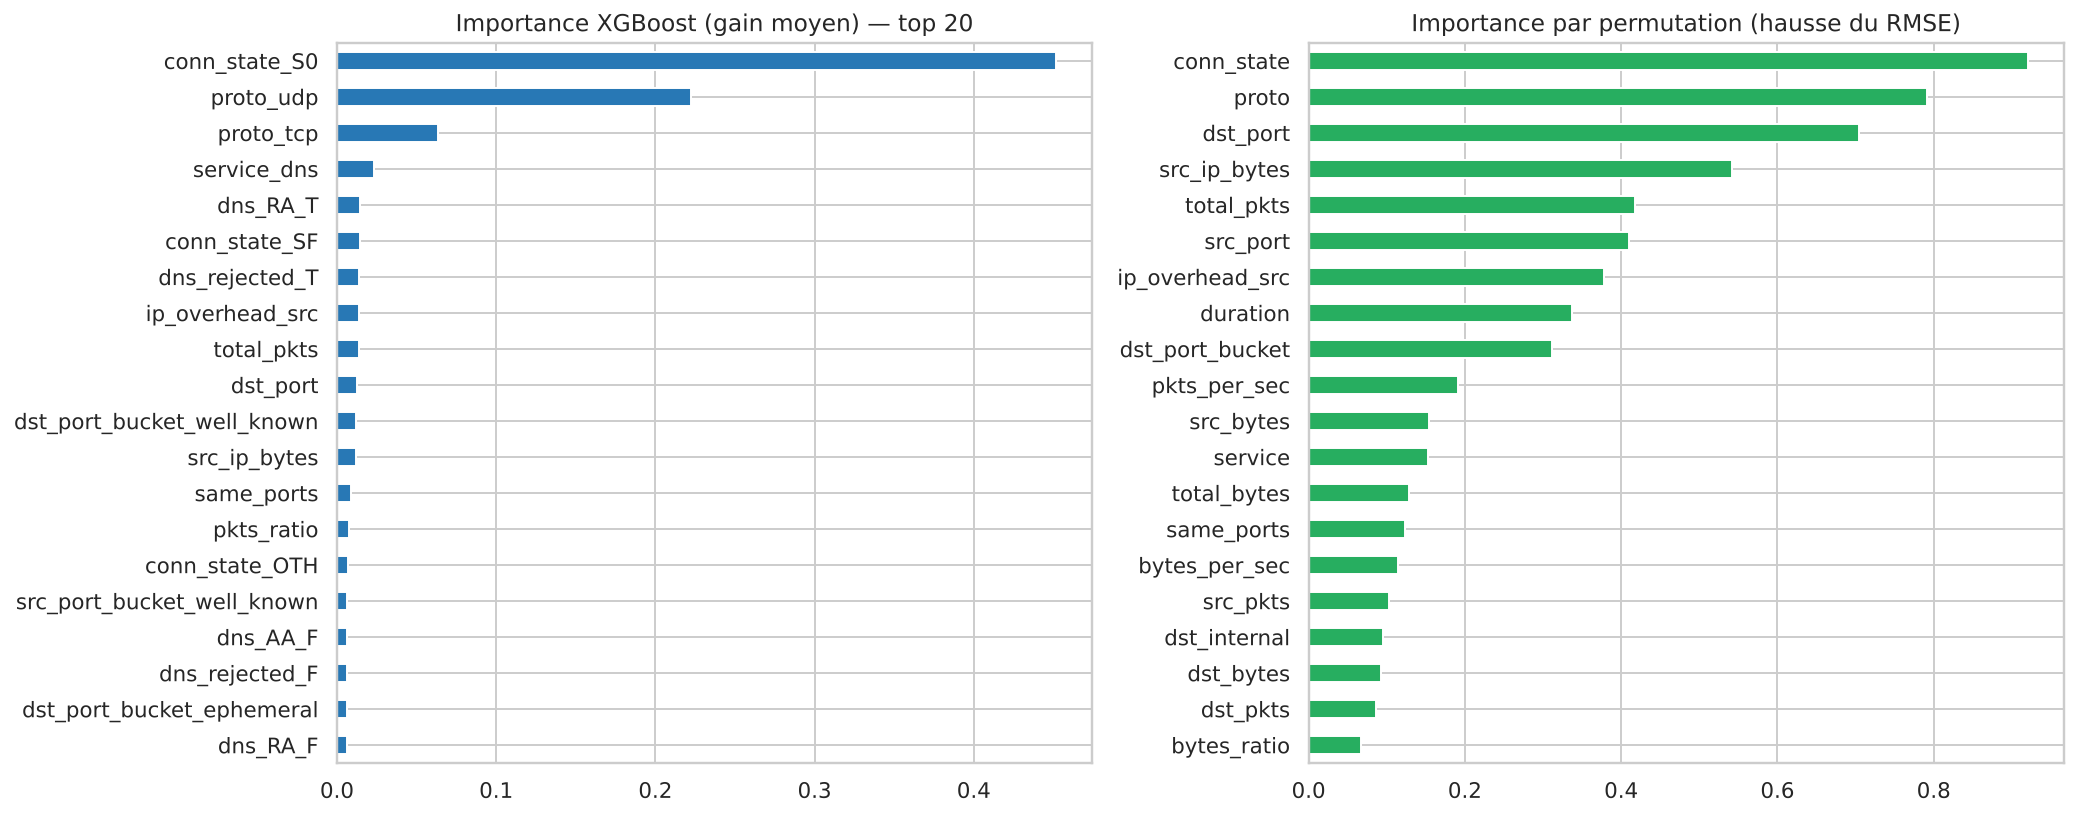 Importance XGBoost (gain moyen) — top 20
conn_state_S0
proto_udp
proto_tcp
service_dns
dns_RA_T
conn_state_SF
dns_rejected_T
ip_overhead_src
total_pkts
dst_port
dst_port_bucket_well_known
src_ip_bytes
same_ports
pkts_ratio
conn_state_OTH
src_port_bucket_well_known
dns_AA_F
dns_rejected_F
dst_port_bucket_ephemeral
dns_RA_F
0.0 0.1 0.2 0.3 0.4
Importance par permutation (hausse du RMSE)
conn_state
proto
dst_port
src_ip_bytes
total_pkts
src_port
ip_overhead_src
duration
dst_port_bucket
pkts_per_sec
src_bytes
service
total_bytes
same_ports
bytes_per_sec
src_pkts
dst_internal
dst_bytes
dst_pkts
bytes_ratio
0.0 0.2 0.4 0.6 0.8